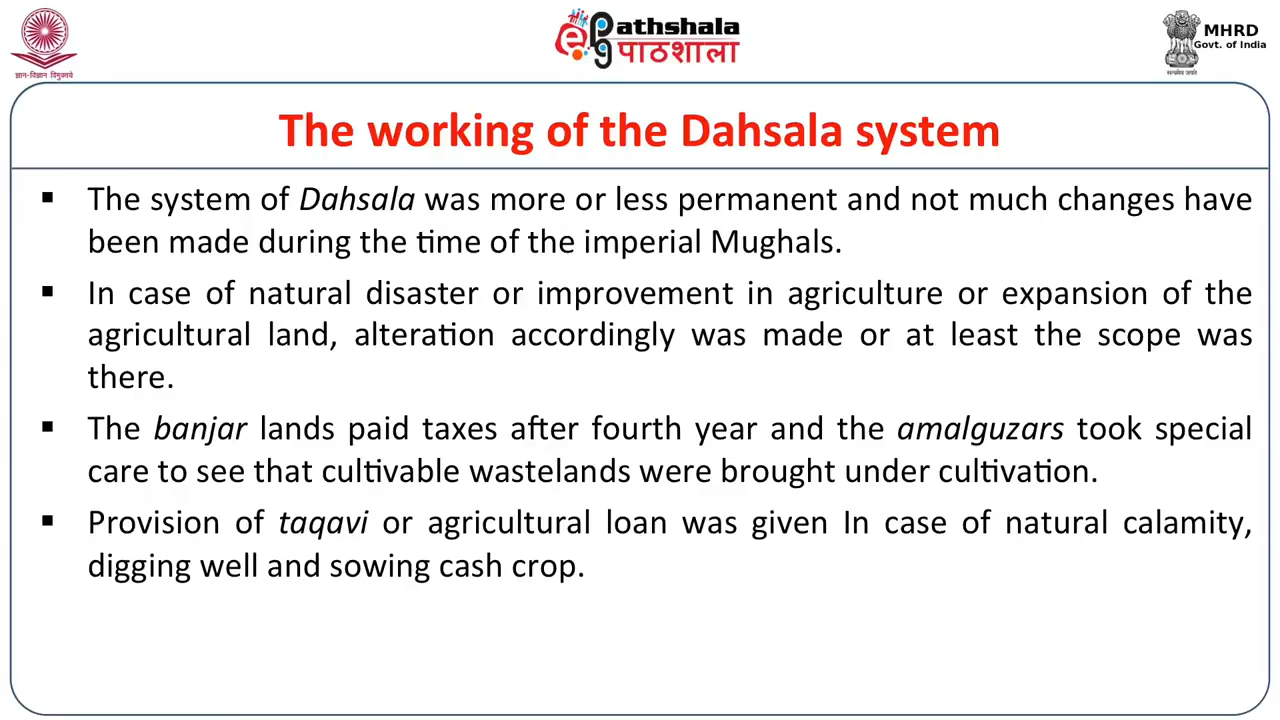 ज्ञान-विज्ञान विमुक्तये
ePG Pathshala
पाठशाला
MHRD
Govt. of India
सत्यमेव जयते
The working of the Dahsala system
▪ The system of Dahsala was more or less permanent and not much changes have
been made during the time of the imperial Mughals.
▪ In case of natural disaster or improvement in agriculture or expansion of the
agricultural land, alteration accordingly was made or at least the scope was
there.
▪ The banjar lands paid taxes after fourth year and the amalguzars took special
care to see that cultivable wastelands were brought under cultivation.
▪ Provision of taqavi or agricultural loan was given In case of natural calamity,
digging well and sowing cash crop.